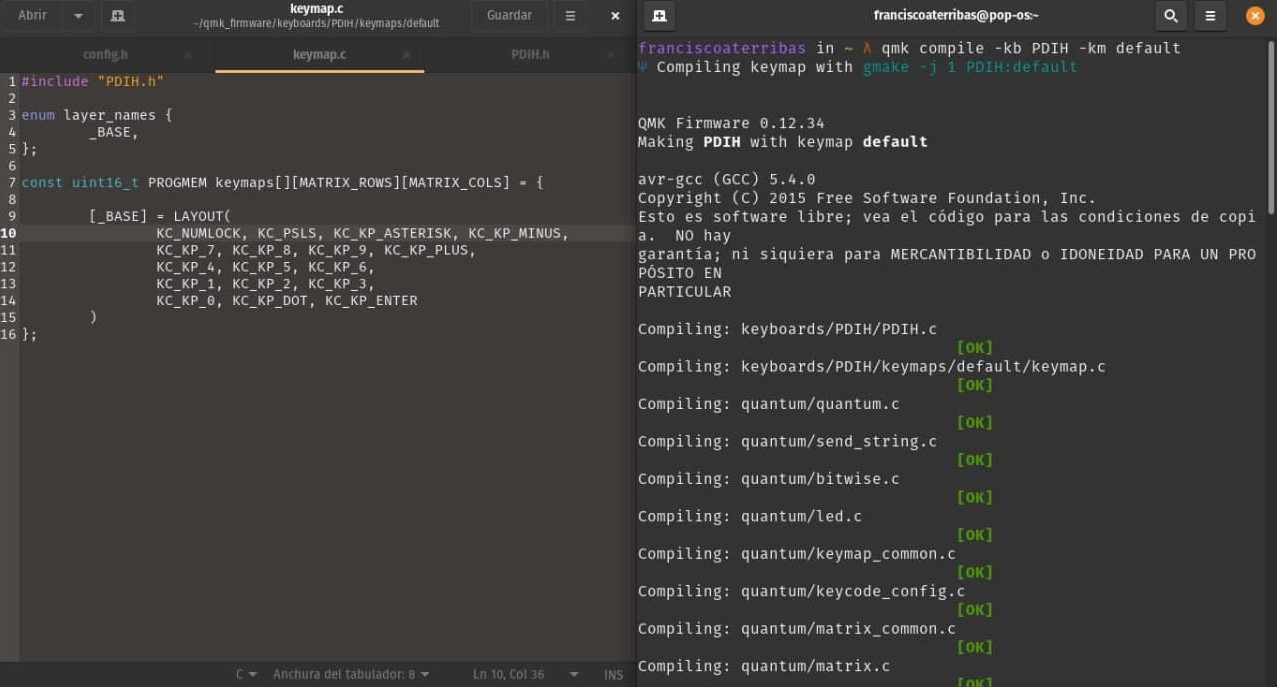 Abrir
keymap.c
~/qmk_firmware/keyboards/PDIH/keymaps/default
Guardar
config.h
keymap.c
PDIH.h
1 #include "PDIH.h"
2
3 enum layer_names {
4 _BASE,
5 };
6
7 const uint16_t PROGMEM keymaps[][MATRIX_ROWS][MATRIX_COLS] = {
8
9 [_BASE] = LAYOUT(
10 KC_NUMLOCK, KC_PSLS, KC_KP_ASTERISK, KC_KP_MINUS,
11 KC_KP_7, KC_KP_8, KC_KP_9, KC_KP_PLUS,
12 KC_KP_4, KC_KP_5, KC_KP_6,
13 KC_KP_1, KC_KP_2, KC_KP_3,
14 KC_KP_0, KC_KP_DOT, KC_KP_ENTER
15 )
16 };
C
Anchura del tabulador: 8
Ln 10, Col 36
INS
franciscoaterribas@pop-os:~
franciscoaterribas in ~ λ qmk compile -kb PDIH -km default
Ψ Compiling keymap with gmake -j 1 PDIH:default
QMK Firmware 0.12.34
Making PDIH with keymap default
avr-gcc (GCC) 5.4.0
Copyright (C) 2015 Free Software Foundation, Inc.
Esto es software libre; vea el código para las condiciones de copi
a.  NO hay
garantía; ni siquiera para MERCANTIBILIDAD o IDONEIDAD PARA UN PRO
PÓSITO EN
PARTICULAR
Compiling: keyboards/PDIH/PDIH.c
[OK]
Compiling: keyboards/PDIH/keymaps/default/keymap.c
[OK]
Compiling: quantum/quantum.c
[OK]
Compiling: quantum/send_string.c
[OK]
Compiling: quantum/bitwise.c
[OK]
Compiling: quantum/led.c
[OK]
Compiling: quantum/keymap_common.c
[OK]
Compiling: quantum/keycode_config.c
[OK]
Compiling: quantum/matrix_common.c
[OK]
Compiling: quantum/matrix.c
[OK]